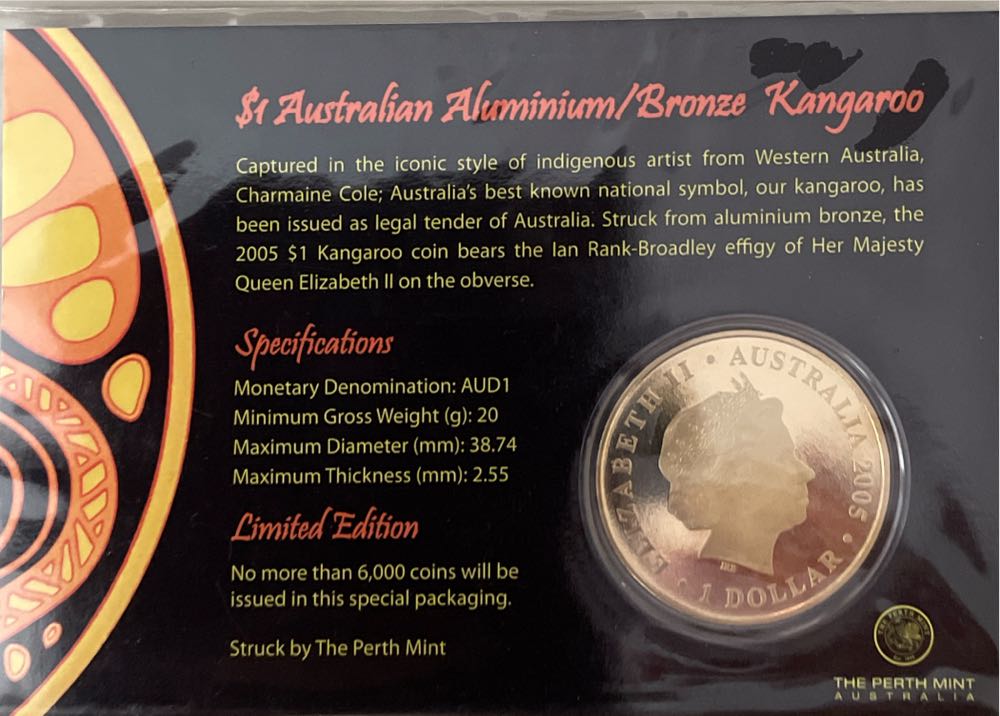 $1 Australian Aluminium/Bronze Kangaroo
Captured in the iconic style of indigenous artist from Western Australia,
Charmaine Cole; Australia's best known national symbol, our kangaroo, has
been issued as legal tender of Australia. Struck from aluminium bronze, the
2005 $1 Kangaroo coin bears the Ian Rank-Broadley effigy of Her Majesty
Queen Elizabeth II on the obverse.
Specifications
Monetary Denomination: AUD1
Minimum Gross Weight (g): 20
Maximum Diameter (mm): 38.74
Maximum Thickness (mm): 2.55
Limited Edition
No more than 6,000 coins will be
issued in this special packaging.
Struck by The Perth Mint
ELIZABETH II • AUSTRALIA 2005 •
1 DOLLAR
IRB
THE PERTH MINT
THE PERTH MINT
AUSTRALIA